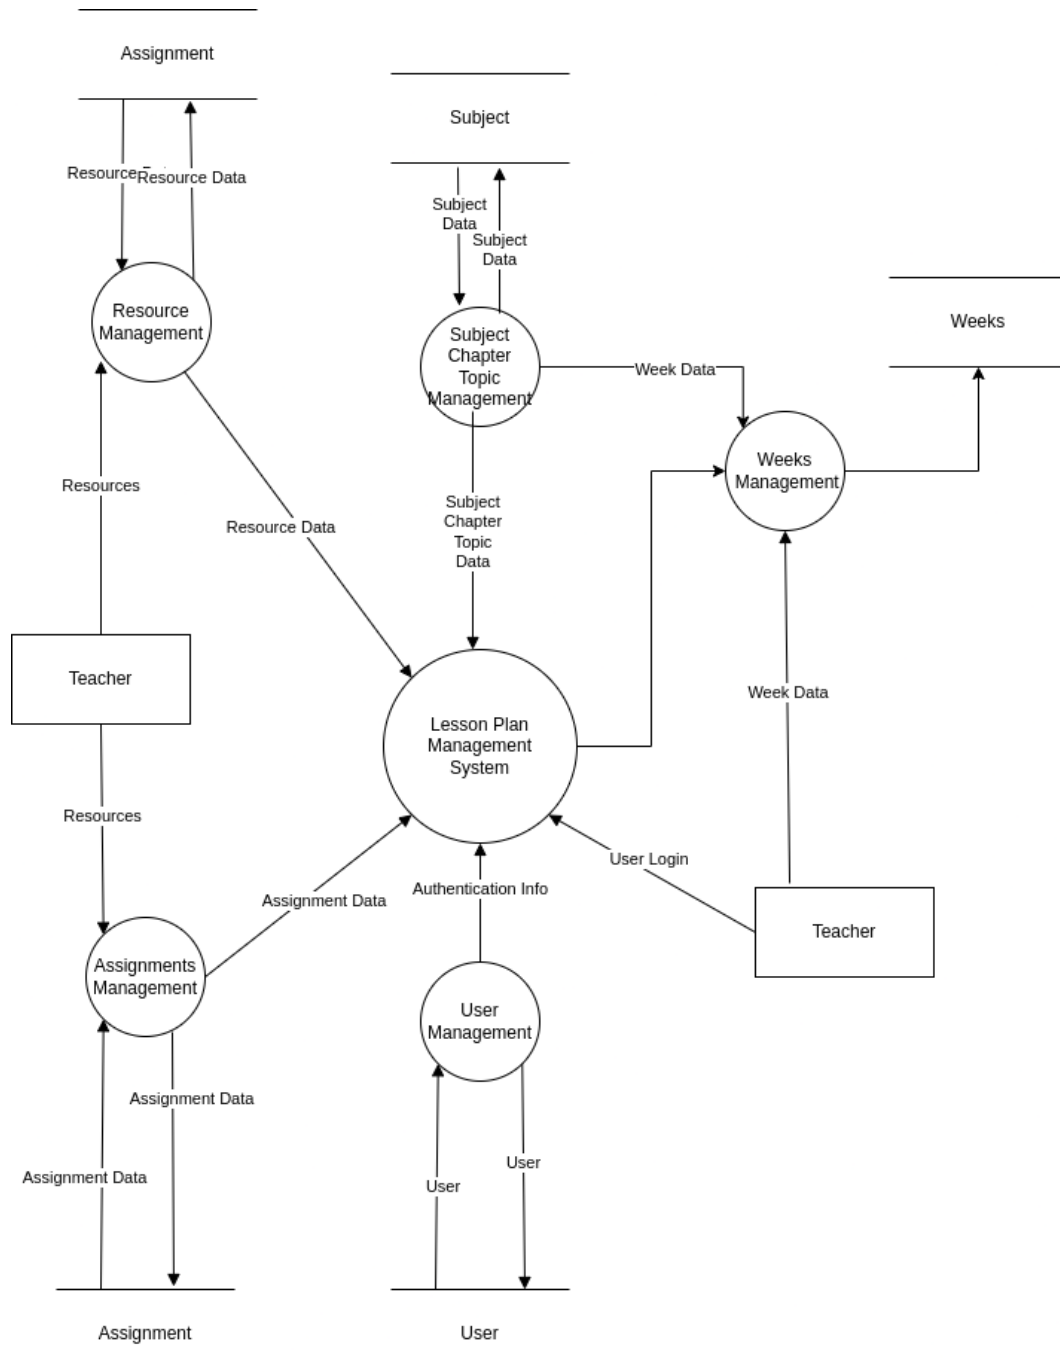 Assignment
Subject
Resource
Resource Data
Subject
Data
Subject
Data
Resource
Management
Weeks
Subject
Chapter
Topic
Management
Week Data
Weeks
Management
Resources
Subject
Chapter
Topic
Data
Resource Data
Teacher
Week Data
Lesson Plan
Management
System
Resources
User Login
Authentication Info
Assignment Data
Teacher
Assignments
Management
User
Management
Assignment Data
User
Assignment Data
User
Assignment
User